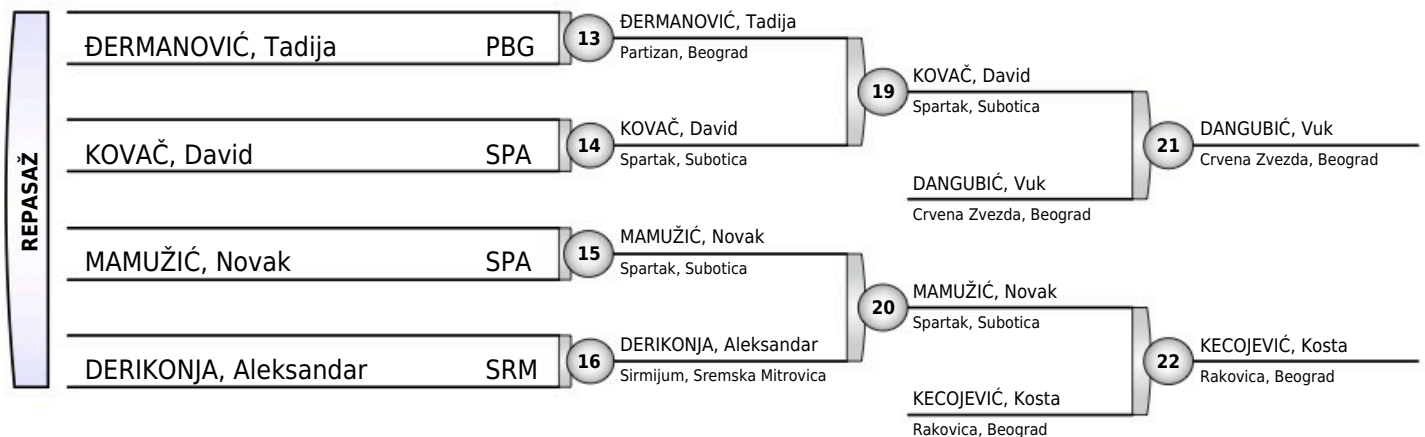 REPASAŽ
ĐERMANOVIĆ, Tadija PBG
KOVAČ, David SPA
MAMUŽIĆ, Novak SPA
DERIKONJA, Aleksandar SRM
13
ĐERMANOVIĆ, Tadija
Partizan, Beograd
14
KOVAČ, David
Spartak, Subotica
15
MAMUŽIĆ, Novak
Spartak, Subotica
16
DERIKONJA, Aleksandar
Sirmijum, Sremska Mitrovica
19
KOVAČ, David
Spartak, Subotica
DANGUBIĆ, Vuk
Crvena Zvezda, Beograd
20
MAMUŽIĆ, Novak
Spartak, Subotica
KECOJEVIĆ, Kosta
Rakovica, Beograd
21
DANGUBIĆ, Vuk
Crvena Zvezda, Beograd
22
KECOJEVIĆ, Kosta
Rakovica, Beograd